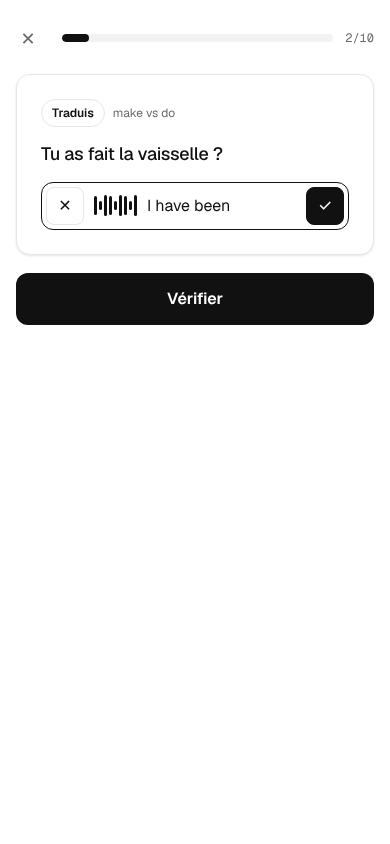 2/10
Traduis make vs do
Tu as fait la vaisselle ?
I have been
Vérifier